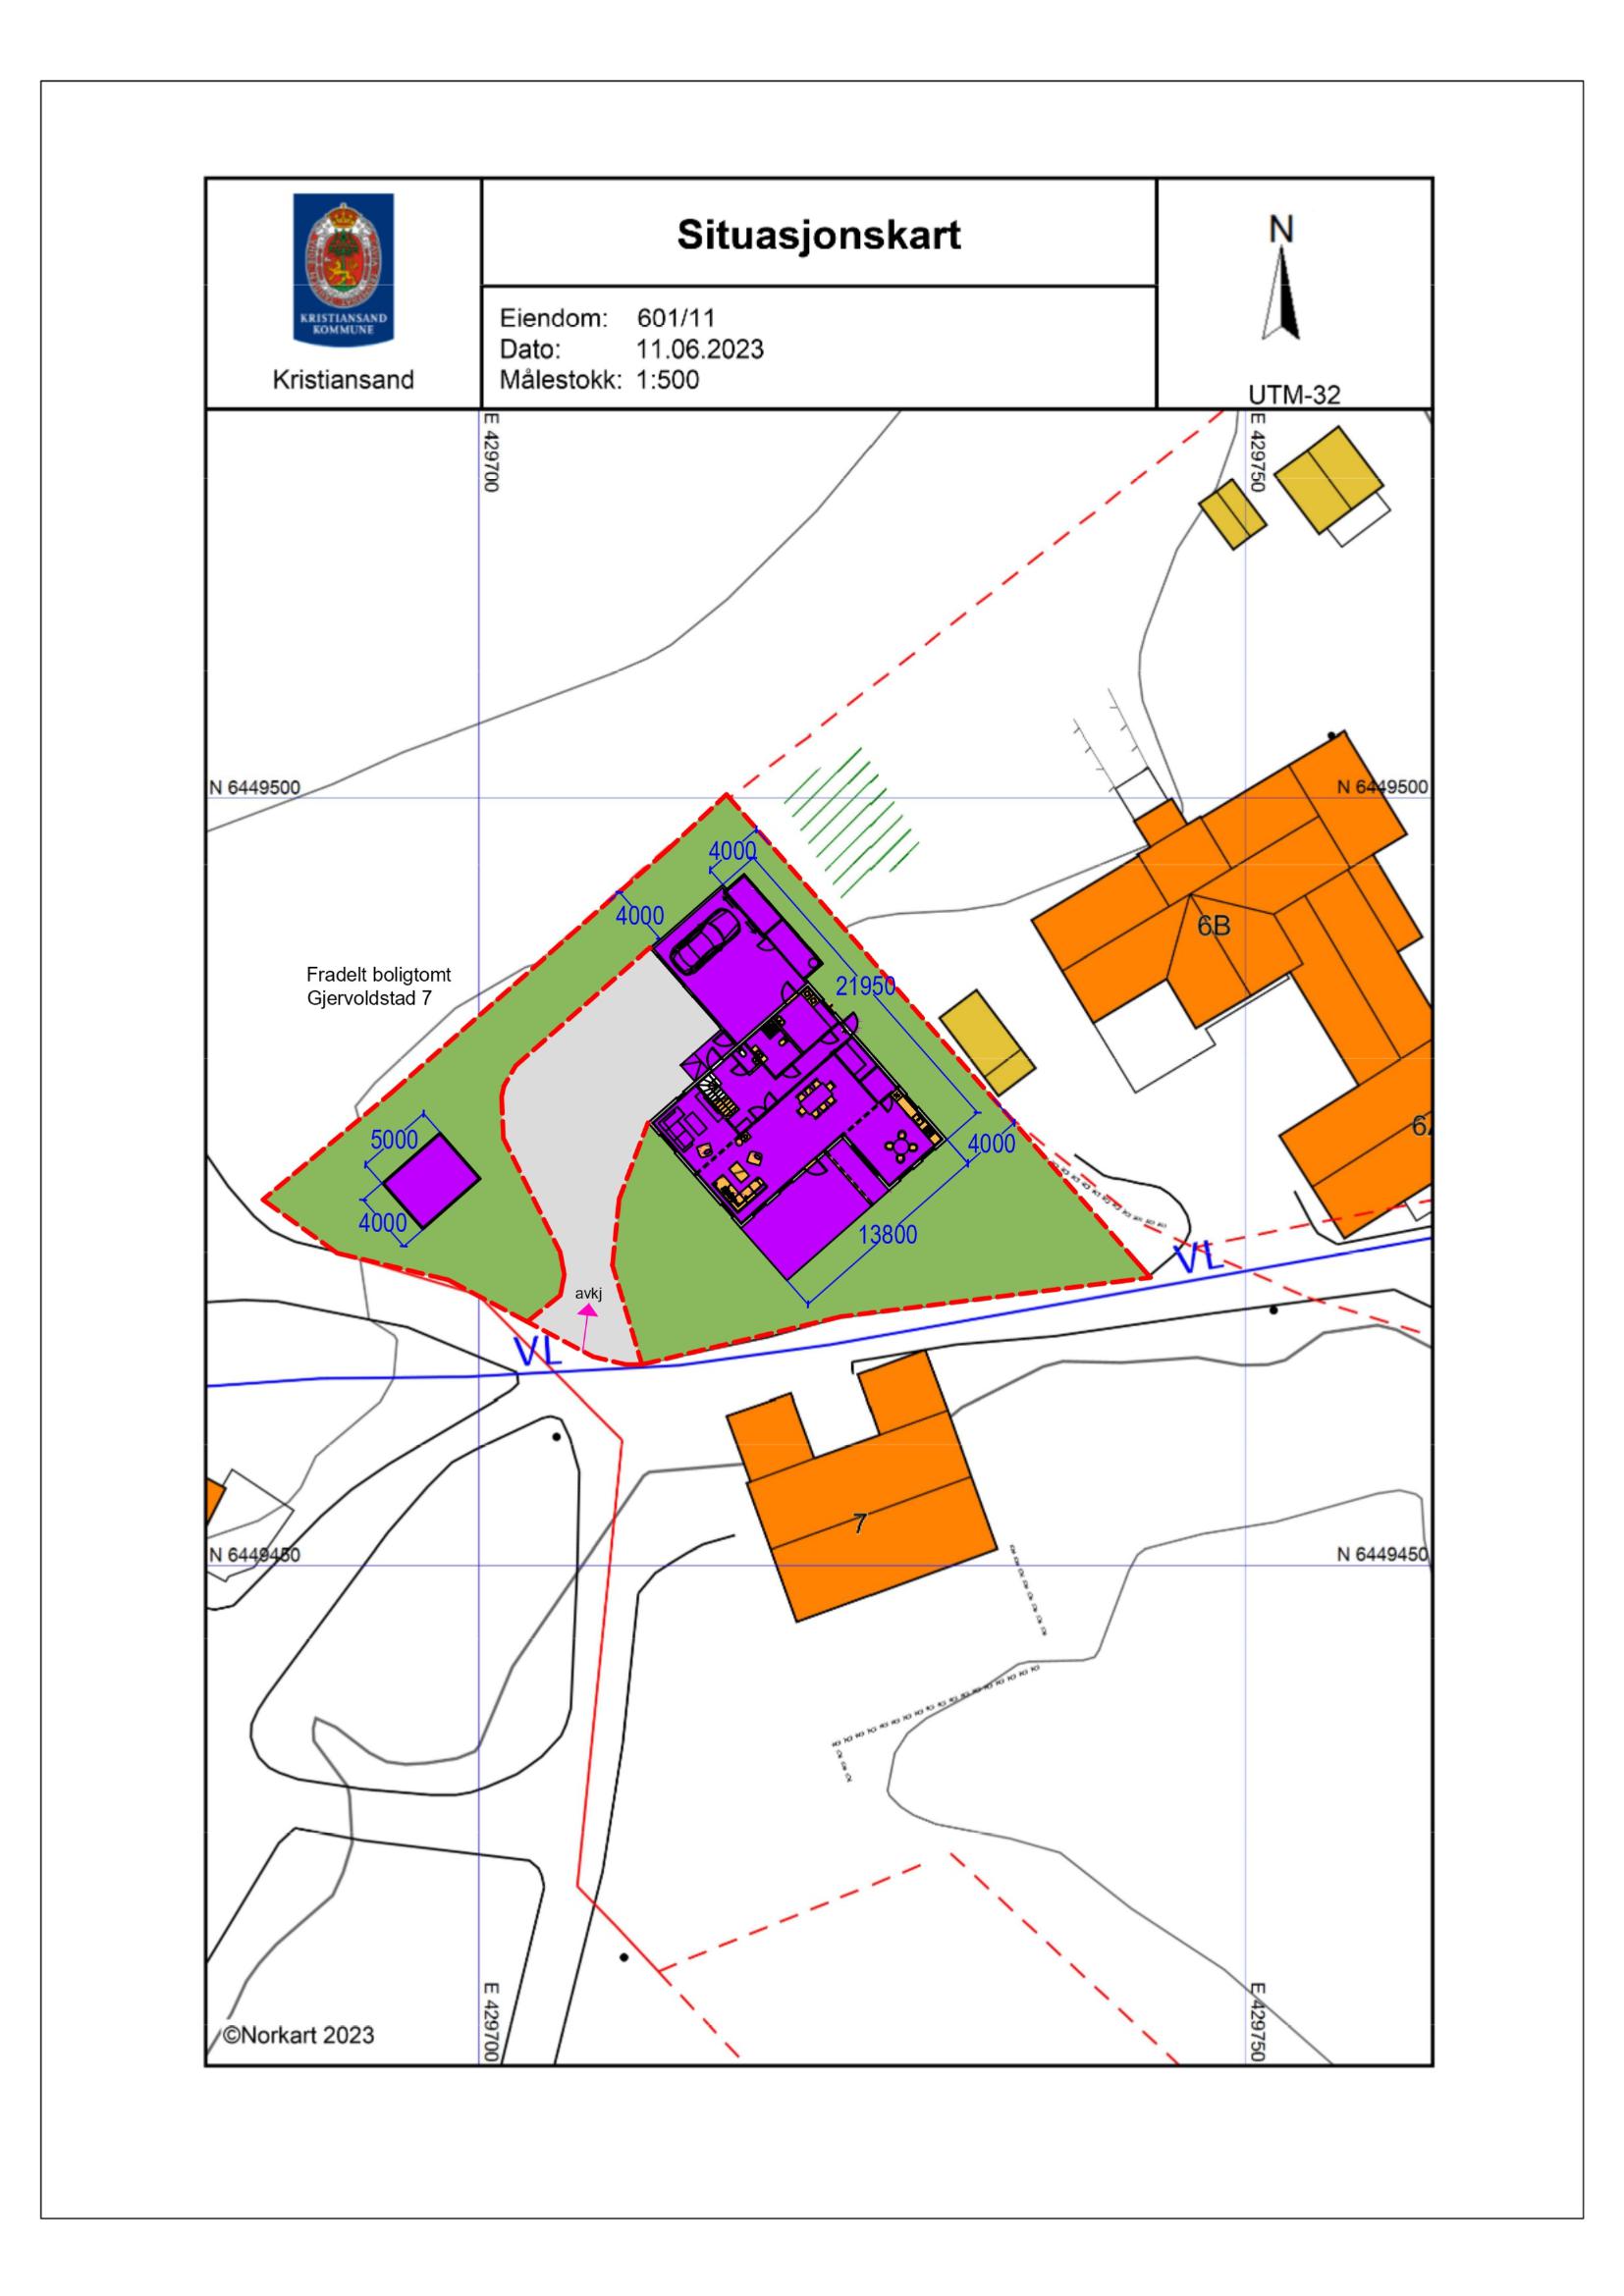 Situasjonskart
N
KRISTIANSAND
KOMMUNE
Kristiansand
Eiendom: 601/11
Dato: 11.06.2023
Målestokk: 1:500
UTM-32
E 429700
E 429750
N 6449500
N 6449500
4000
4000
6B
Fradelt boligtomt
Gjervoldstad 7
21950
5000
4000
4000
13800
VL
avkj
VL
7
N 6449450
N 6449450
E 429700
E 429750
©Norkart 2023